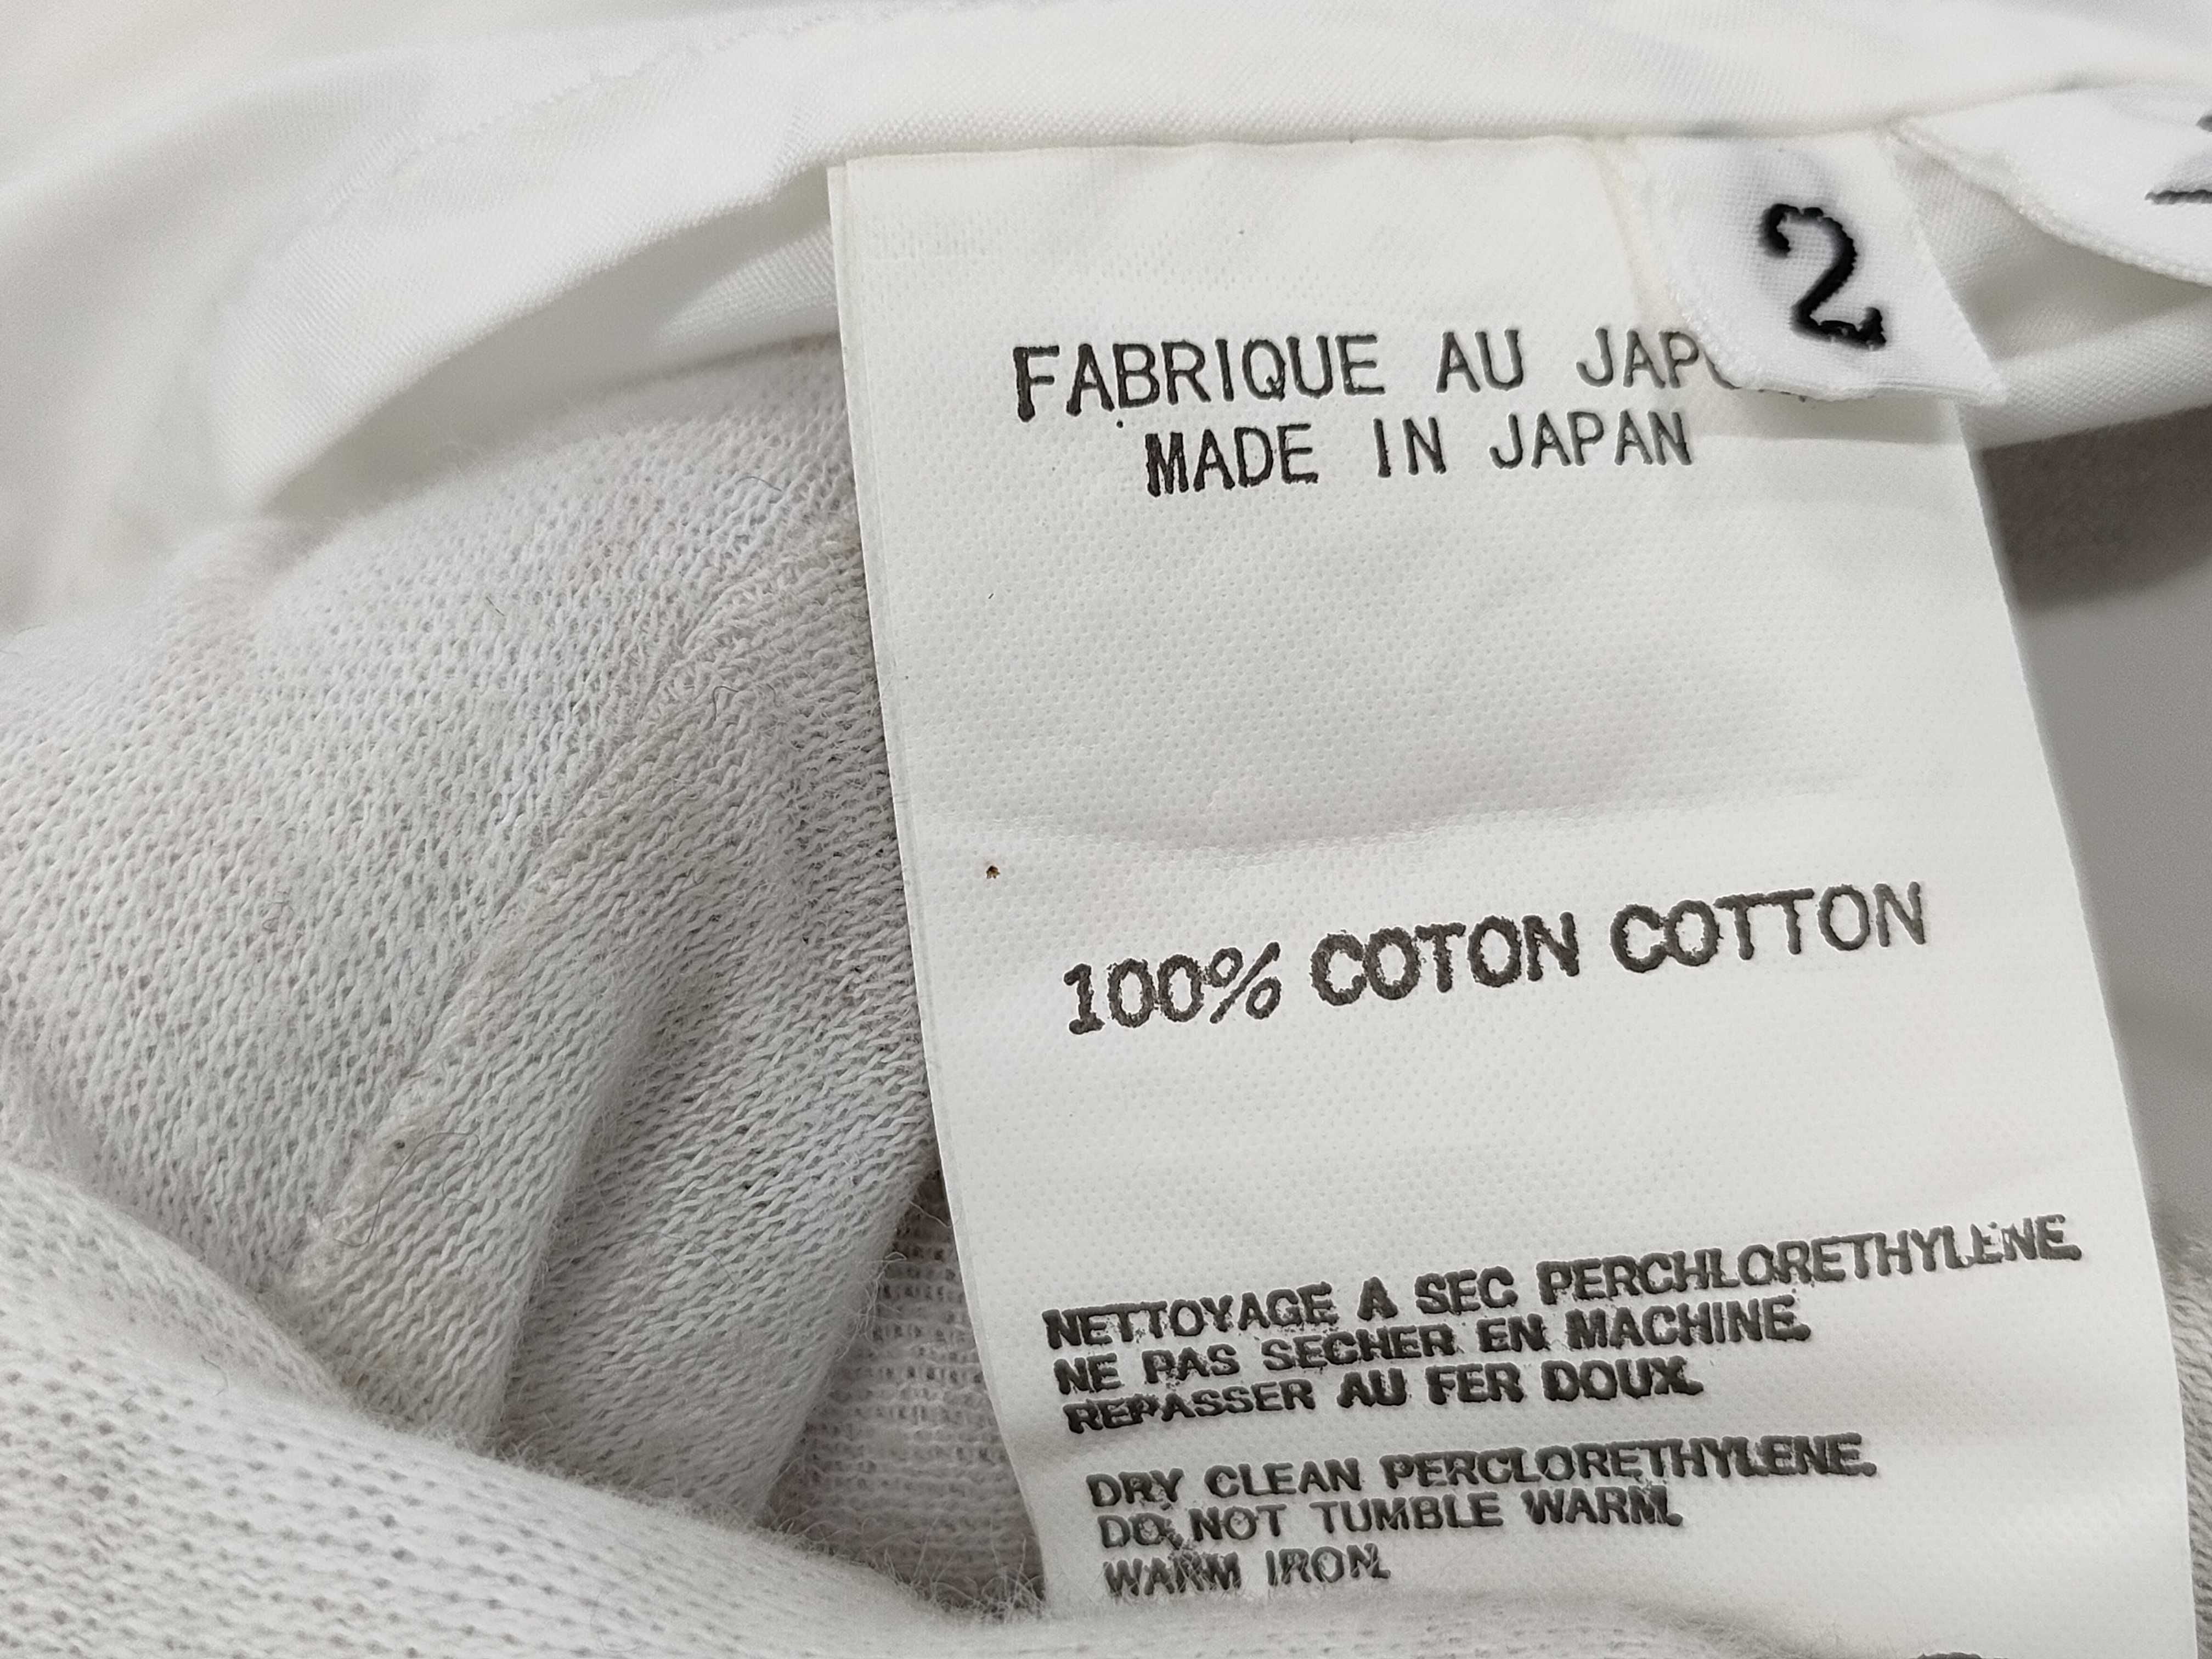 2
FABRIQUE AU JAP
MADE IN JAPAN
100% COTON COTTON
NETTOYAGE A SEC PERCHLORETHYLENE.
NE PAS SECHER EN MACHINE.
REPASSER AU FER DOUX.
DRY CLEAN PERCLORETHYLENE.
DO NOT TUMBLE WARM.
WARM IRON.